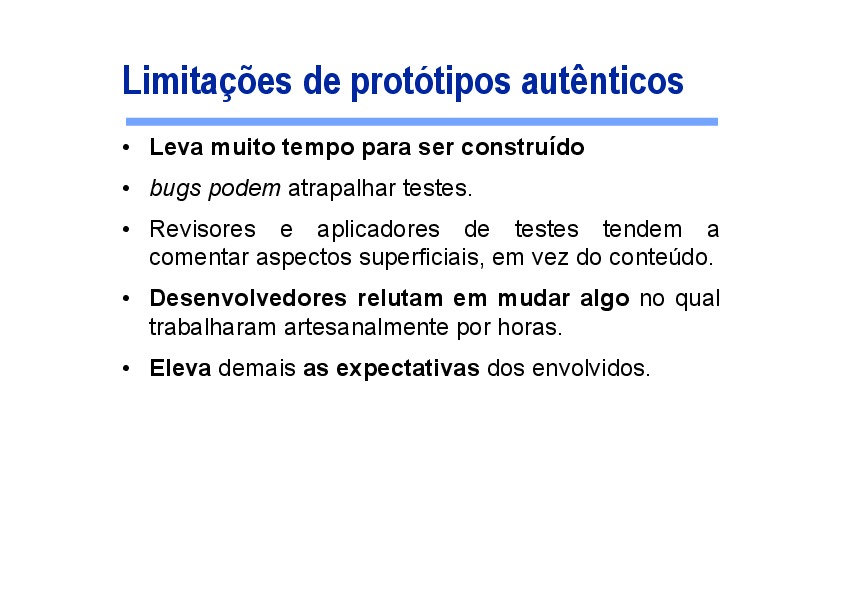 Limitações de protótipos autênticos
• Leva muito tempo para ser construído
• bugs podem atrapalhar testes.
• Revisores e aplicadores de testes tendem a
comentar aspectos superficiais, em vez do conteúdo.
• Desenvolvedores relutam em mudar algo no qual
trabalharam artesanalmente por horas.
• Eleva demais as expectativas dos envolvidos.